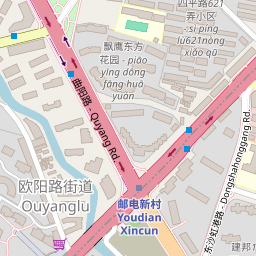 四平路621
弄小区
- sì píng
lù621nòng
xiǎo qū
飘鹰东方
花园 - piāo
yīng dōng
fāng huā
yuán
曲阳路 - Quyang Rd.
欧阳路街道
Ouyanglu
邮电新村
Youdian
Xincun
东沙虹港路 - Dongshahonggang Rd.
建邦1